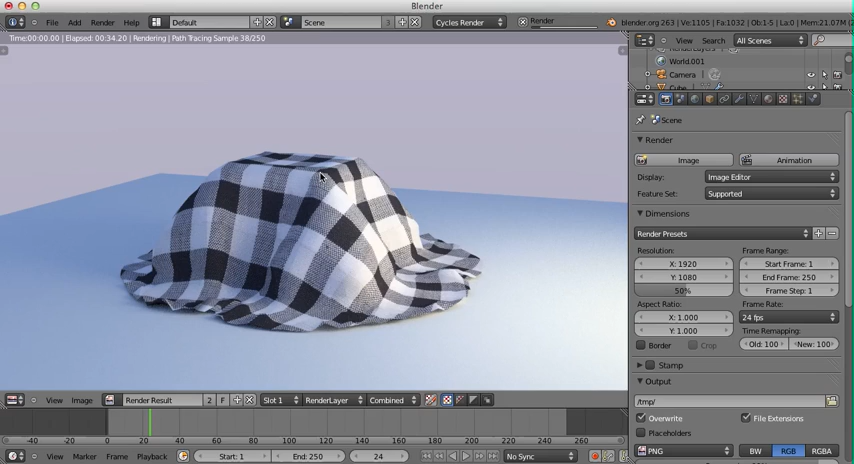 Blender
File Add Render Help Default Scene 3 Cycles Render Render blender.org 263 | Ve:1105 | Fa:1032 | Ob:1-5 | La:0 | Mem:21.07M
Time:00:00.00 | Elapsed: 00:34.20 | Rendering | Path Tracing Sample 38/250
View Search All Scenes
RenderLayers
World.001
Camera
Cube
Scene
Render
Image Animation
Display: Image Editor
Feature Set: Supported
Dimensions
Render Presets
Resolution: Frame Range:
X: 1920 Start Frame: 1
Y: 1080 End Frame: 250
50% Frame Step: 1
Aspect Ratio: Frame Rate:
X: 1.000 24 fps
Y: 1.000 Time Remapping:
Border Crop Old: 100 New: 100
Stamp
Output
/tmp/
Overwrite File Extensions
Placeholders
PNG BW RGB RGBA
View Image Render Result 2 F Slot 1 RenderLayer Combined
-40 -20 0 20 40 60 80 100 120 140 160 180 200 220 240 260
View Marker Frame Playback Start: 1 End: 250 24 No Sync